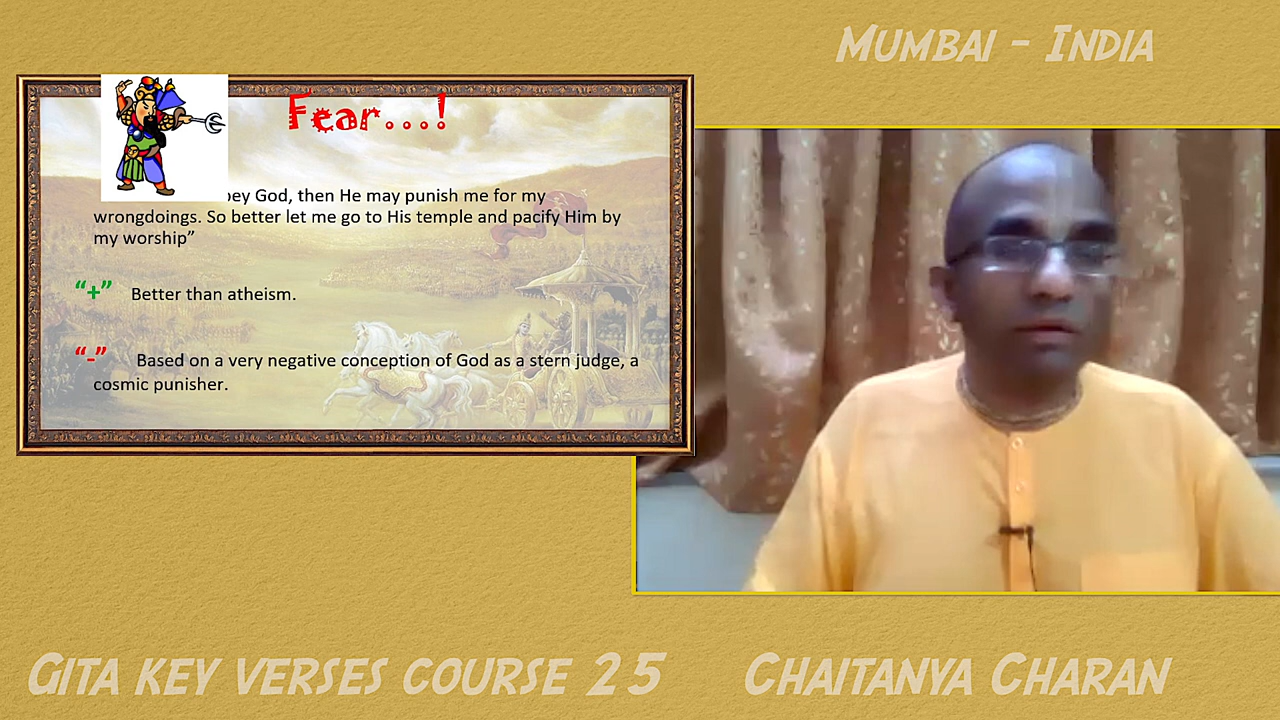 Mumbai - India
Fear...!
God, then He may punish me for my
wrongdoings. So better let me go to His temple and pacify Him by
my worship”
“+” Better than atheism.
“-” Based on a very negative conception of God as a stern judge, a
cosmic punisher.
Gita key verses course 25
Chaitanya Charan